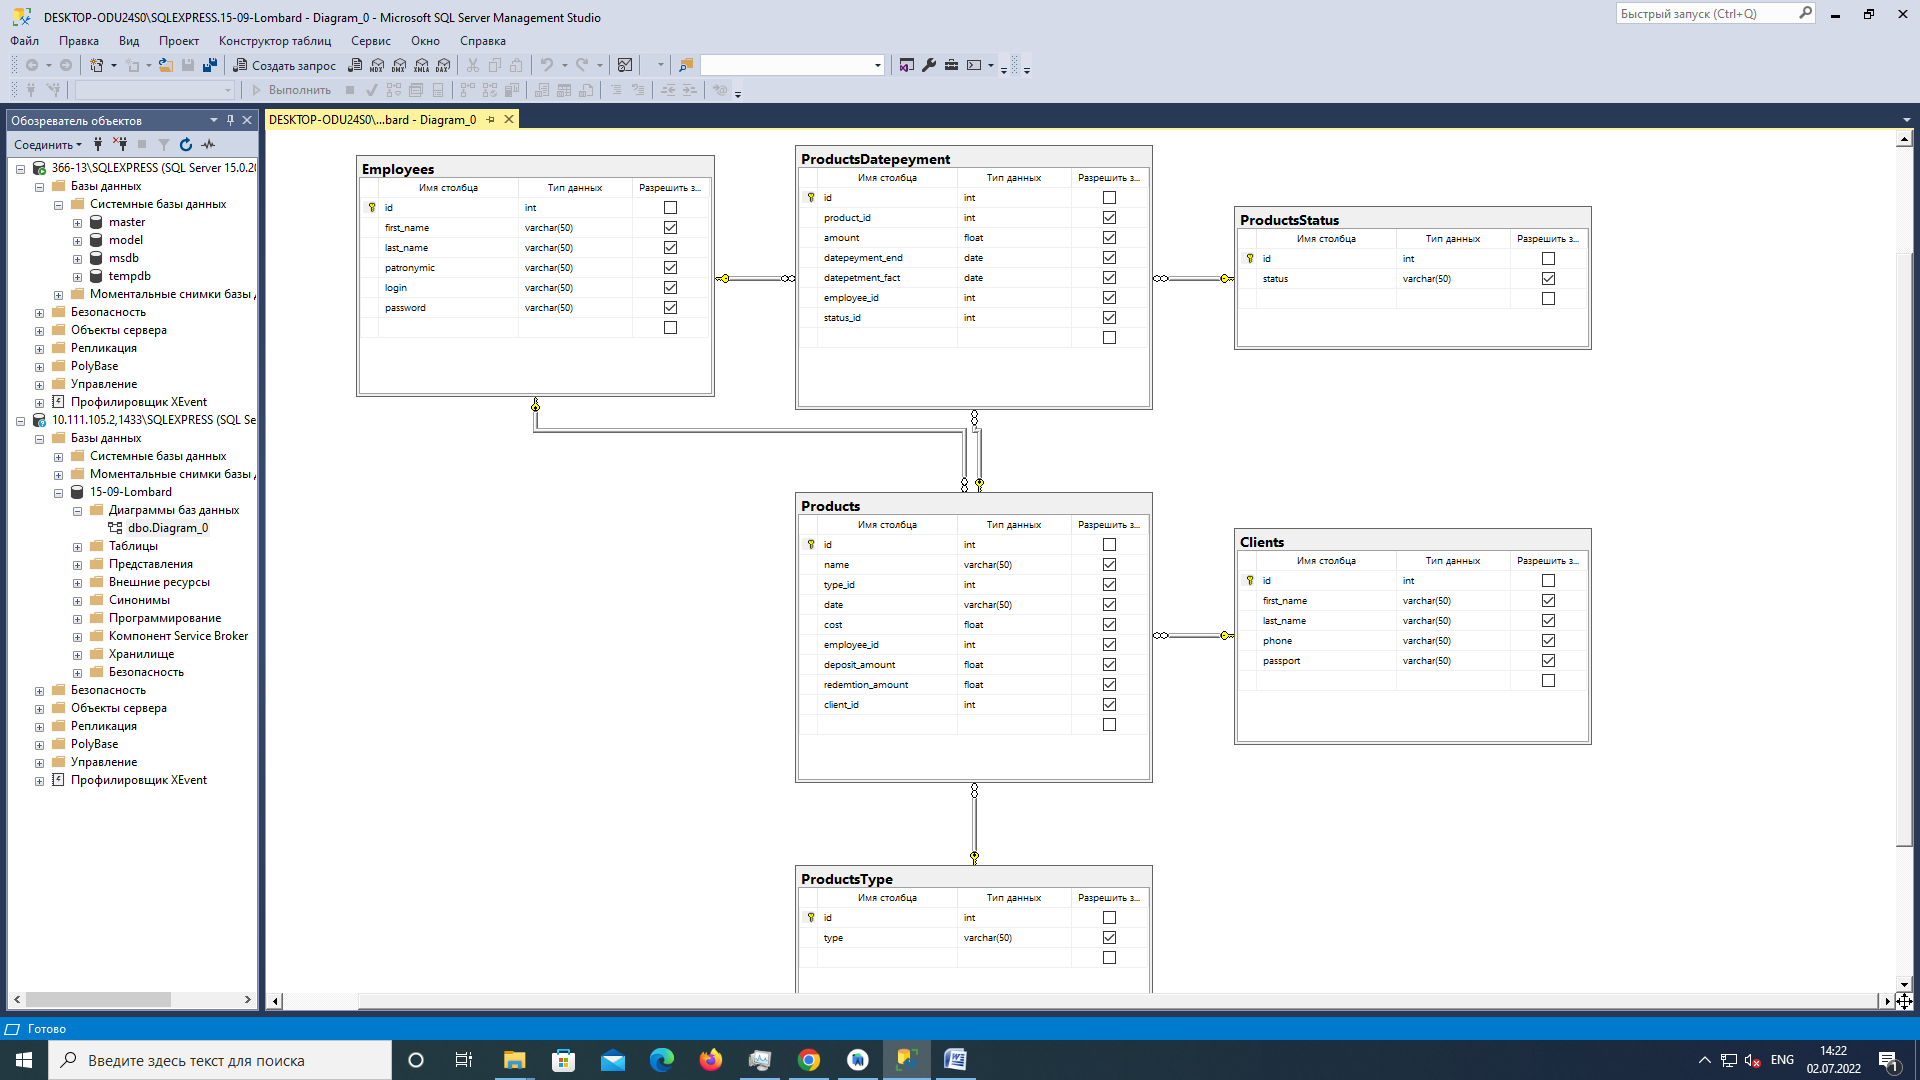 DESKTOP-ODU24S0\SQLEXPRESS.15-09-Lombard - Diagram_0 - Microsoft SQL Server Management Studio
Быстрый запуск (Ctrl+Q)
Файл Правка Вид Проект Конструктор таблиц Сервис Окно Справка
Создать запрос MDX DMX XMLA DAX
Выполнить
Обозреватель объектов
Соединить
366-13\SQLEXPRESS (SQL Server 15.0.20
Базы данных
Системные базы данных
master
model
msdb
tempdb
Моментальные снимки базы
Безопасность
Объекты сервера
Репликация
PolyBase
Управление
Профилировщик XEvent
10.111.105.2,1433\SQLEXPRESS (SQL Se
Базы данных
Системные базы данных
Моментальные снимки базы
15-09-Lombard
Диаграммы баз данных
dbo.Diagram_0
Таблицы
Представления
Внешние ресурсы
Синонимы
Программирование
Компонент Service Broker
Хранилище
Безопасность
Безопасность
Объекты сервера
Репликация
PolyBase
Управление
Профилировщик XEvent
DESKTOP-ODU24S0\...bard - Diagram_0
Employees
Имя столбца Тип данных Разрешить з...
id int
first_name varchar(50)
last_name varchar(50)
patronymic varchar(50)
login varchar(50)
password varchar(50)
ProductsDatepeyment
Имя столбца Тип данных Разрешить з...
id int
product_id int
amount float
datepeyment_end date
datepetment_fact date
employee_id int
status_id int
ProductsStatus
Имя столбца Тип данных Разрешить з...
id int
status varchar(50)
Products
Имя столбца Тип данных Разрешить з...
id int
name varchar(50)
type_id int
date varchar(50)
cost float
employee_id int
deposit_amount float
redemtion_amount float
client_id int
Clients
Имя столбца Тип данных Разрешить з...
id int
first_name varchar(50)
last_name varchar(50)
phone varchar(50)
passport varchar(50)
ProductsType
Имя столбца Тип данных Разрешить з...
id int
type varchar(50)
Готово
Введите здесь текст для поиска
ENG
14:22
02.07.2022
1